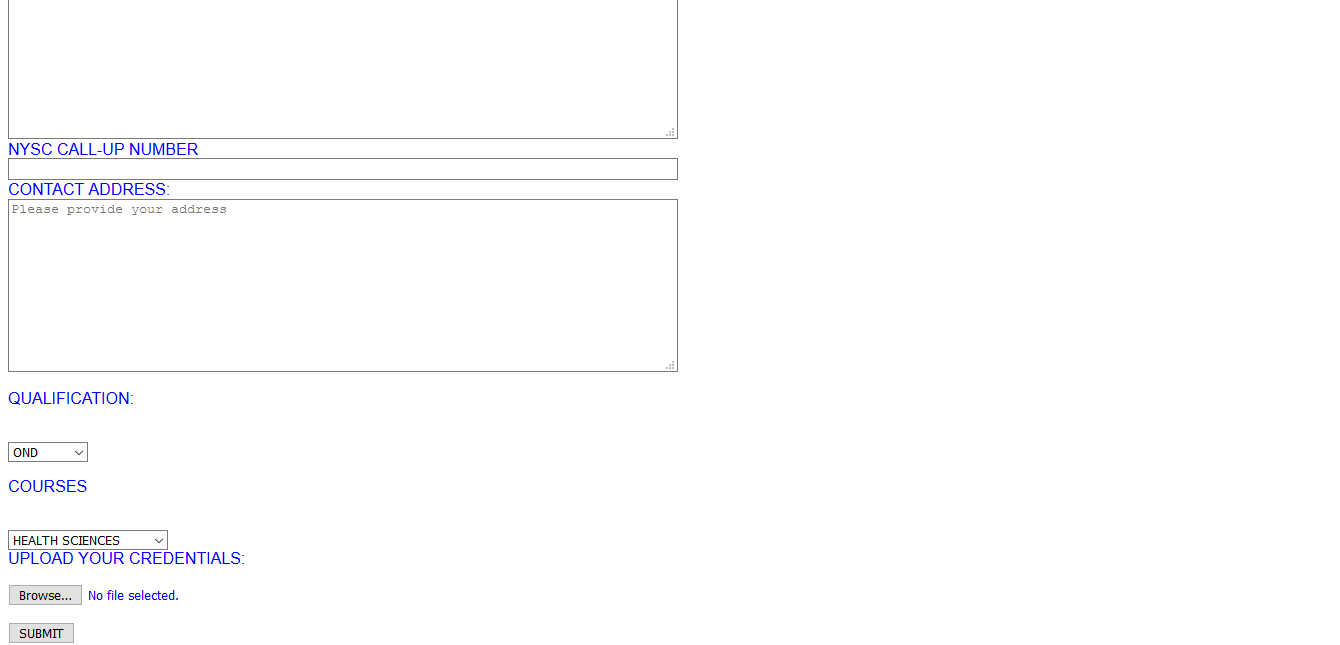 NYSC CALL-UP NUMBER
CONTACT ADDRESS:
Please provide your address
QUALIFICATION:
OND
COURSES
HEALTH SCIENCES
UPLOAD YOUR CREDENTIALS:
Browse... No file selected.
SUBMIT